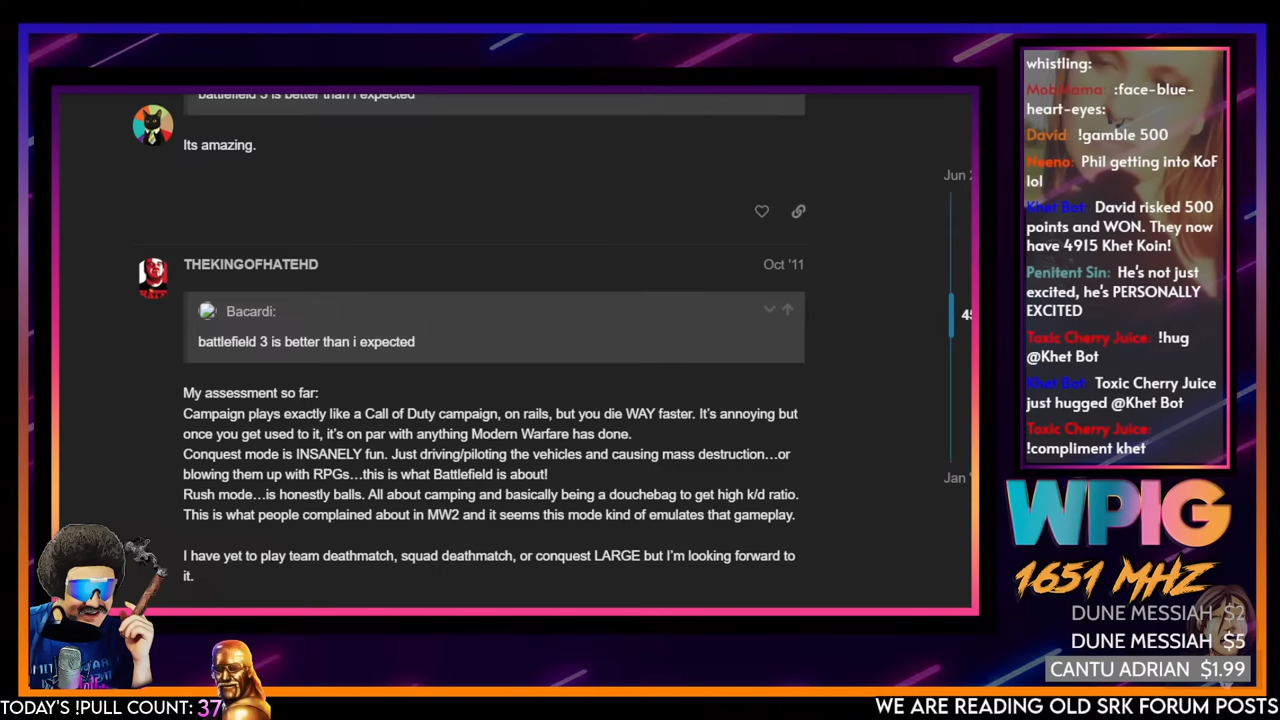 battlefield 3 is better than i expected
Its amazing.
Jun 2
THEKINGOFHATEHD
Oct '11
Bacardi:
battlefield 3 is better than i expected
45
My assessment so far:
Campaign plays exactly like a Call of Duty campaign, on rails, but you die WAY faster. It's annoying but
once you get used to it, it's on par with anything Modern Warfare has done.
Conquest mode is INSANELY fun. Just driving/piloting the vehicles and causing mass destruction…or
blowing them up with RPGs…this is what Battlefield is about!
Rush mode…is honestly balls. All about camping and basically being a douchebag to get high k/d ratio.
This is what people complained about in MW2 and it seems this mode kind of emulates that gameplay.
Jan '
I have yet to play team deathmatch, squad deathmatch, or conquest LARGE but I'm looking forward to
it.
whistling:
MobiMama: :face-blue-
heart-eyes:
David: !gamble 500
Neeno: Phil getting into KoF
lol
Khet Bot: David risked 500
points and WON. They now
have 4915 Khet Koin!
Penitent Sin: He's not just
excited, he's PERSONALLY
EXCITED
Toxic Cherry Juice: !hug
@Khet Bot
Khet Bot: Toxic Cherry Juice
just hugged @Khet Bot
Toxic Cherry Juice:
!compliment khet
WPIG
1651 MHZ
DUNE MESSIAH $2
DUNE MESSIAH $5
CANTU ADRIAN $1.99
TODAY'S !PULL COUNT: 37
WE ARE READING OLD SRK FORUM POSTS